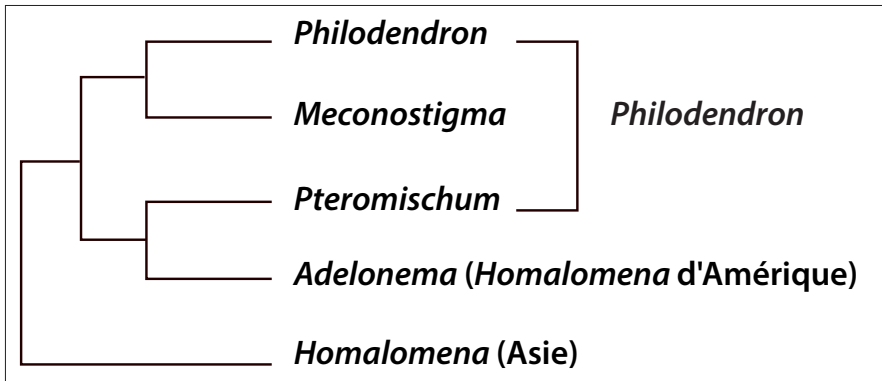 Philodendron
Meconostigma
Philodendron
Pteromischum
Adelonema (Homalomena d'Amérique)
Homalomena (Asie)